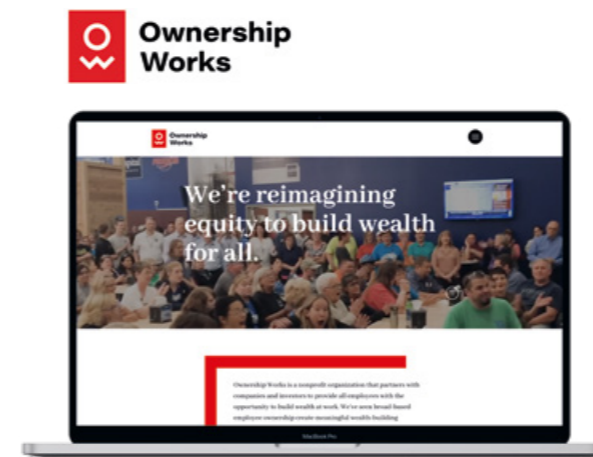 Ownership
Works
Ownership
Works
We're reimagining
equity to build wealth
for all.
Ownership Works is a nonprofit organization that partners with
companies and investors to provide all employees with the
opportunity to build wealth at work. We've seen broad-based
employee ownership create meaningful wealth-building
MacBook Pro